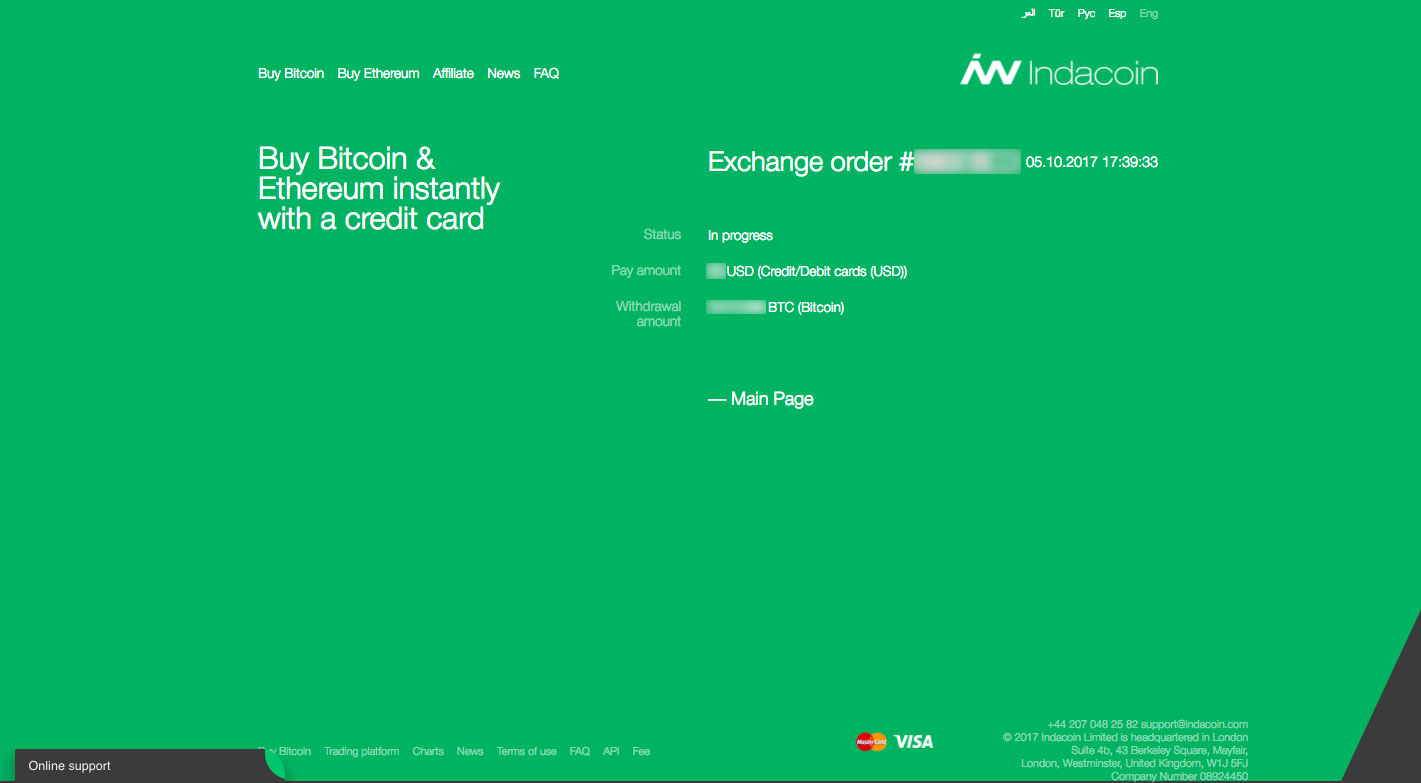 العر Tür Рус Esp Eng
Buy Bitcoin Buy Ethereum Affiliate News FAQ
Indacoin
Buy Bitcoin &
Ethereum instantly
with a credit card
Exchange order # 05.10.2017 17:39:33
Status In progress
Pay amount USD (Credit/Debit cards (USD))
Withdrawal
amount BTC (Bitcoin)
— Main Page
Buy Bitcoin Trading platform Charts News Terms of use FAQ API Fee
MasterCard VISA
+44 207 048 25 82 support@indacoin.com
© 2017 Indacoin Limited is headquartered in London
Suite 4b, 43 Berkeley Square, Mayfair,
London, Westminster, United Kingdom, W1J 5FJ
Company Number 08924450
Online support